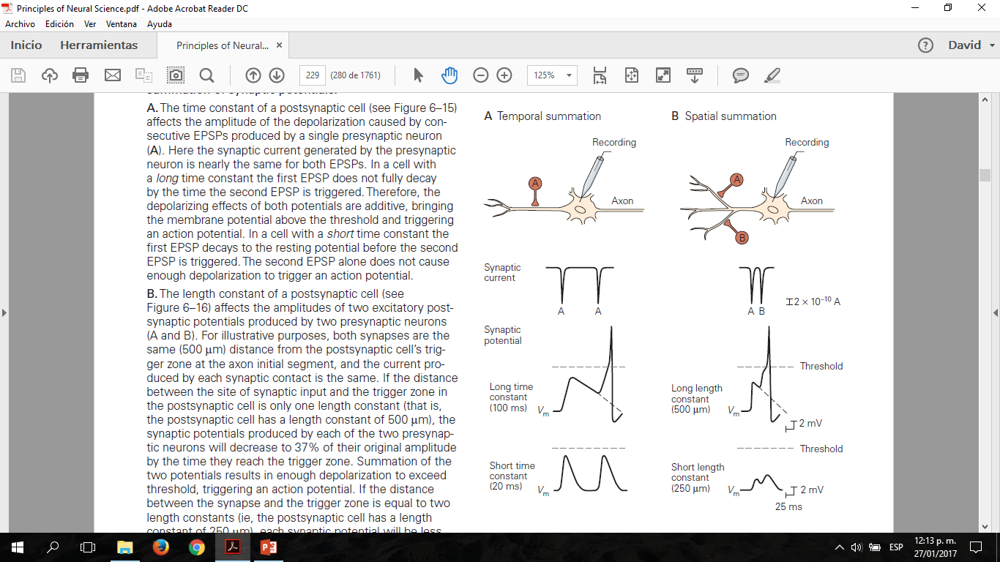 Principles of Neural Science.pdf - Adobe Acrobat Reader DC
Archivo Edición Ver Ventana Ayuda
Inicio Herramientas Principles of Neural... × ? David
229 (280 de 1761) 125%
summation of synaptic potentials.
A. The time constant of a postsynaptic cell (see Figure 6–15)
affects the amplitude of the depolarization caused by con-
secutive EPSPs produced by a single presynaptic neuron
(A). Here the synaptic current generated by the presynaptic
neuron is nearly the same for both EPSPs. In a cell with
a long time constant the first EPSP does not fully decay
by the time the second EPSP is triggered. Therefore, the
depolarizing effects of both potentials are additive, bringing
the membrane potential above the threshold and triggering
an action potential. In a cell with a short time constant the
first EPSP decays to the resting potential before the second
EPSP is triggered. The second EPSP alone does not cause
enough depolarization to trigger an action potential.
B. The length constant of a postsynaptic cell (see
Figure 6–16) affects the amplitudes of two excitatory post-
synaptic potentials produced by two presynaptic neurons
(A and B). For illustrative purposes, both synapses are the
same (500 μm) distance from the postsynaptic cell's trig-
ger zone at the axon initial segment, and the current pro-
duced by each synaptic contact is the same. If the distance
between the site of synaptic input and the trigger zone in
the postsynaptic cell is only one length constant (that is,
the postsynaptic cell has a length constant of 500 μm), the
synaptic potentials produced by each of the two presynap-
tic neurons will decrease to 37% of their original amplitude
by the time they reach the trigger zone. Summation of the
two potentials results in enough depolarization to exceed
threshold, triggering an action potential. If the distance
between the synapse and the trigger zone is equal to two
length constants (ie, the postsynaptic cell has a length
constant of 250 μm), each synaptic potential will be less
A Temporal summation
Recording
A
Axon
Synaptic
current
A A
Synaptic
potential
Long time
constant
(100 ms)
Vm
Short time
constant
(20 ms)
Vm
B Spatial summation
Recording
A
Axon
B
A B
2 × 10⁻¹⁰ A
Threshold
Long length
constant
(500 μm)
Vm
2 mV
Threshold
Short length
constant
(250 μm)
Vm
2 mV
25 ms
ESP
12:13 p. m.
27/01/2017